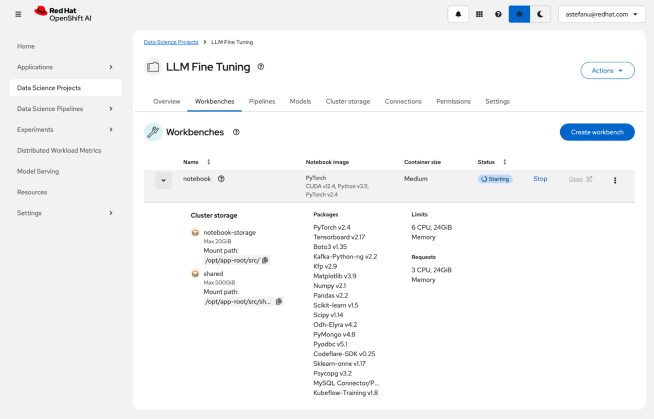 Red Hat
OpenShift AI
astefanu@redhat.com
Home
Applications
Data Science Projects
Data Science Pipelines
Experiments
Distributed Workload Metrics
Model Serving
Resources
Settings
Data Science Projects > LLM Fine Tuning
LLM Fine Tuning
Actions
Overview Workbenches Pipelines Models Cluster storage Connections Permissions Settings
Workbenches
Create workbench
Name Notebook image Container size Status
notebook PyTorch Medium Starting Stop Open
CUDA v12.4, Python v3.11,
PyTorch v2.4
Cluster storage
notebook-storage
Max 20GiB
Mount path:
/opt/app-root/src/
shared
Max 500GiB
Mount path:
/opt/app-root/src/sh...
Packages
PyTorch v2.4
Tensorboard v2.17
Boto3 v1.35
Kafka-Python-ng v2.2
Kfp v2.9
Matplotlib v3.9
Numpy v2.1
Pandas v2.2
Scikit-learn v1.5
Scipy v1.14
Odh-Elyra v4.2
PyMongo v4.8
Pyodbc v5.1
Codeflare-SDK v0.25
Sklearn-onnx v1.17
Psycopg v3.2
MySQL Connector/P...
Kubeflow-Training v1.8
Limits
6 CPU, 24GiB
Memory
Requests
3 CPU, 24GiB
Memory